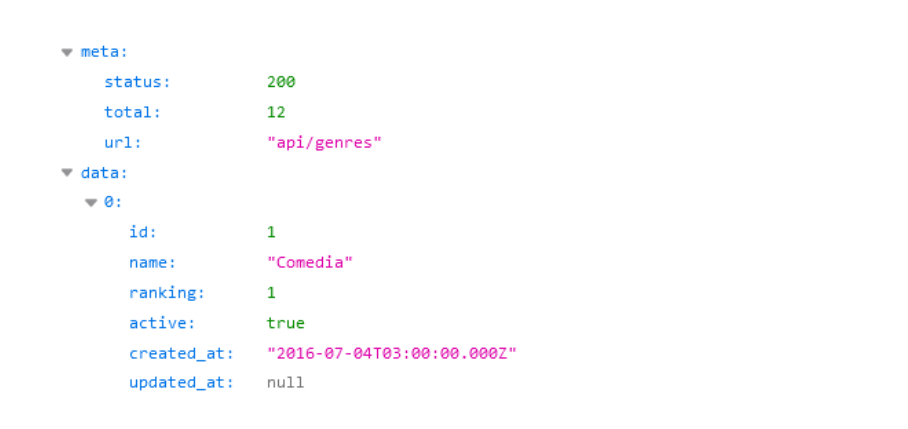 meta:
status: 200
total: 12
url: "api/genres"
data:
0:
id: 1
name: "Comedia"
ranking: 1
active: true
created_at: "2016-07-04T03:00:00.000Z"
updated_at: null